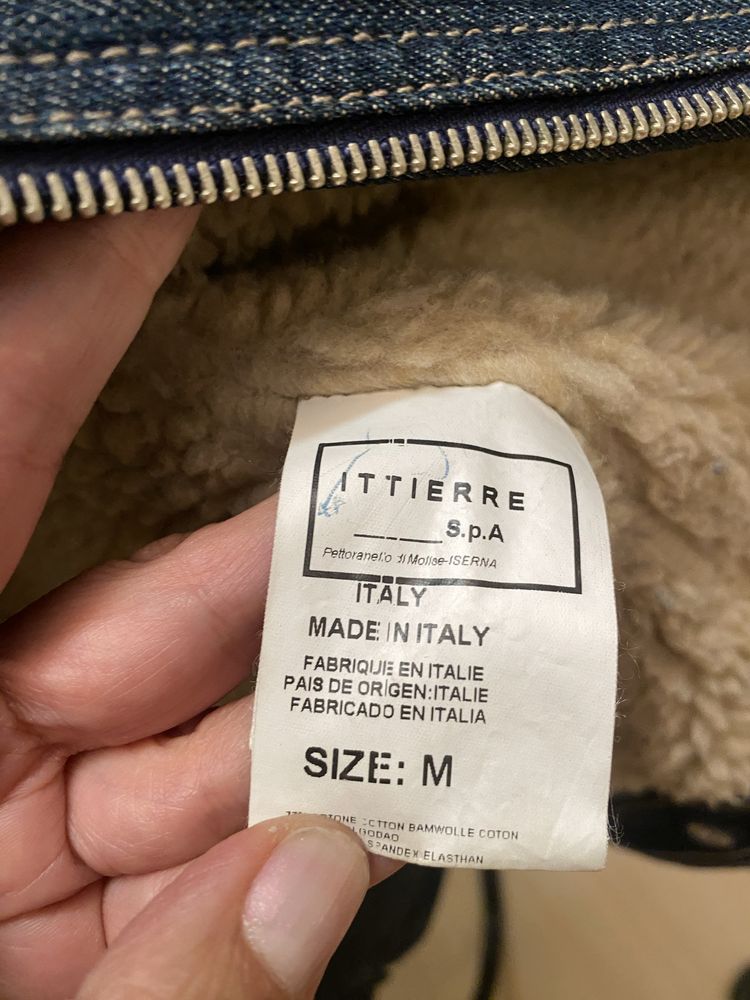 ITTIERRE
S.p.A
Pettoranello di Molise-ISERNA
ITALY
MADE IN ITALY
FABRIQUE EN ITALIE
PAIS DE ORIGEN:ITALIE
FABRICADO EN ITALIA
SIZE: M
COTTON BAMWOLLE COTON
SPANDEX ELASTHAN